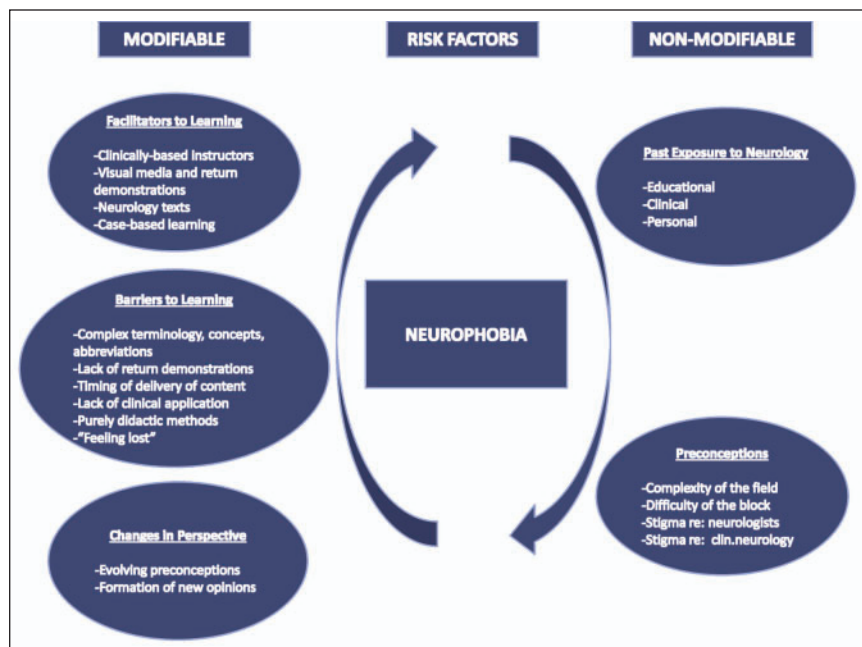 MODIFIABLE
RISK FACTORS
NON-MODIFIABLE
Facilitators to Learning
-Clinically-based instructors
-Visual media and return
demonstrations
-Neurology texts
-Case-based learning
Barriers to Learning
-Complex terminology, concepts,
abbreviations
-Lack of return demonstrations
-Timing of delivery of content
-Lack of clinical application
-Purely didactic methods
-“Feeling lost”
Changes in Perspective
-Evolving preconceptions
-Formation of new opinions
NEUROPHOBIA
Past Exposure to Neurology
-Educational
-Clinical
-Personal
Preconceptions
-Complexity of the field
-Difficulty of the block
-Stigma re: neurologists
-Stigma re: clin.neurology